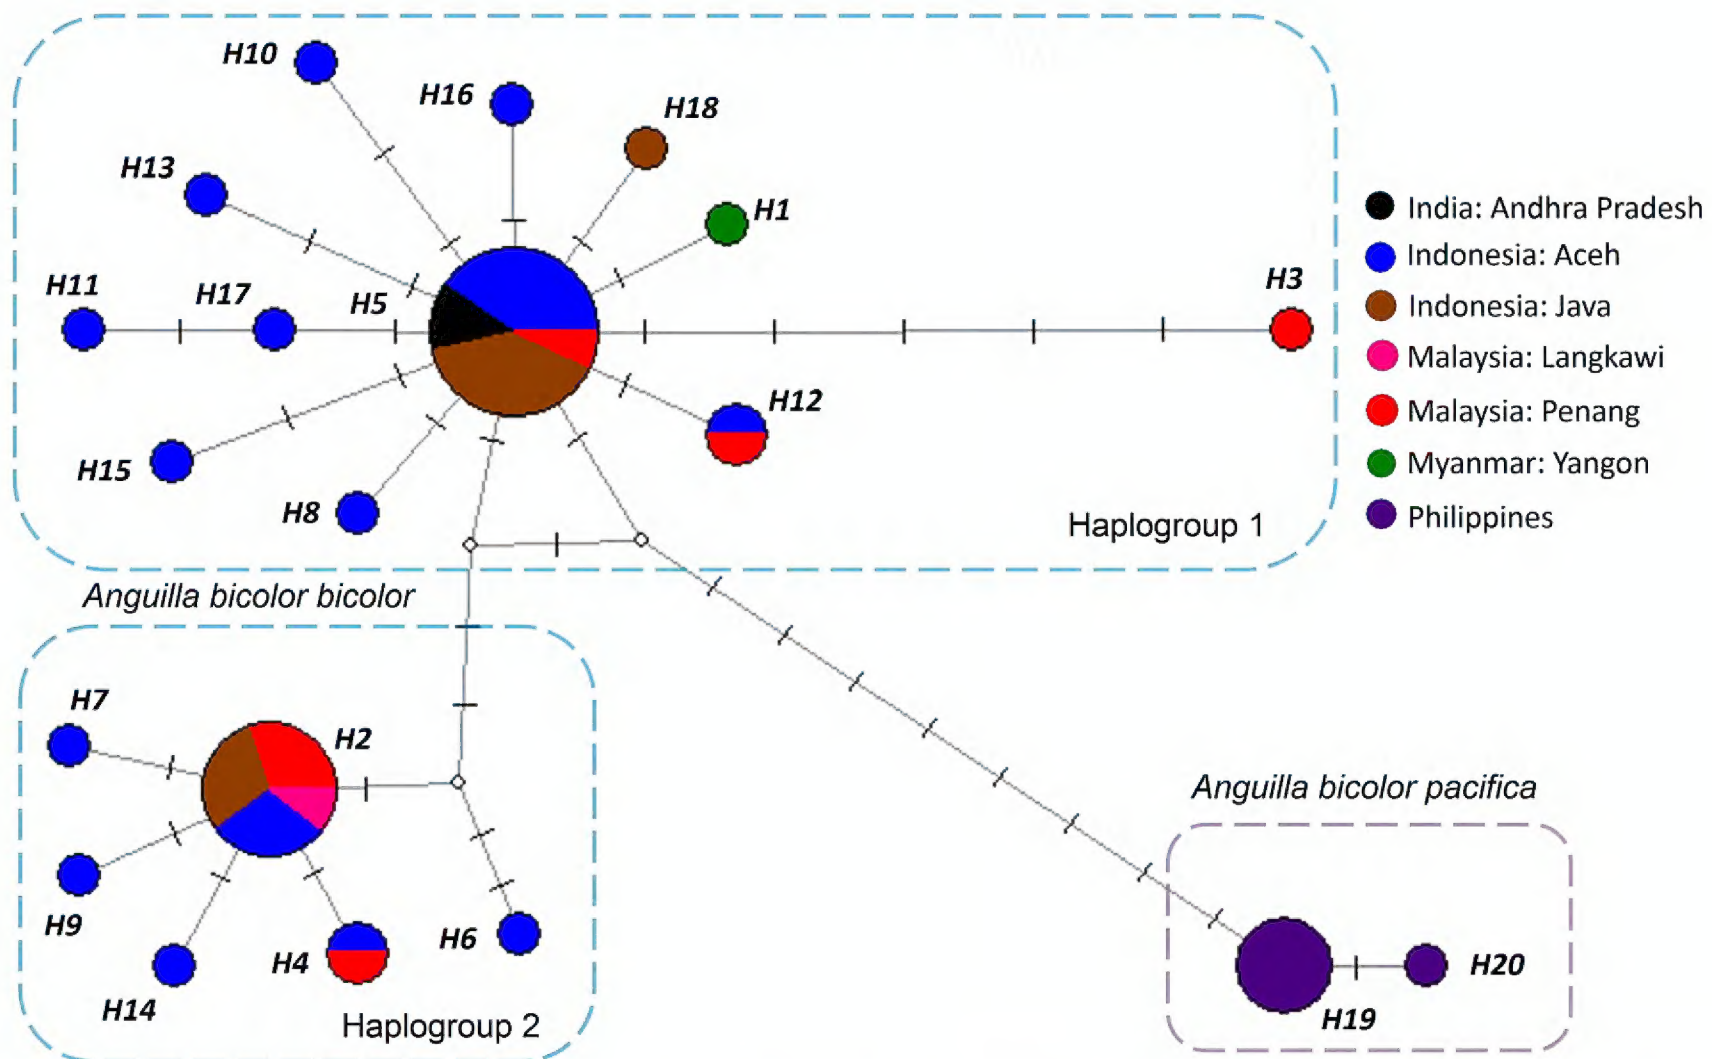 H10
H16
H18
H13
H1
India: Andhra Pradesh
Indonesia: Aceh
H11
H17
H5
H3
Indonesia: Java
Malaysia: Langkawi
H12
Malaysia: Penang
H15
Myanmar: Yangon
H8
Haplogroup 1
Philippines
Anguilla bicolor bicolor
H7
H2
Anguilla bicolor pacifica
H9
H4
H6
H20
H14
Haplogroup 2
H19